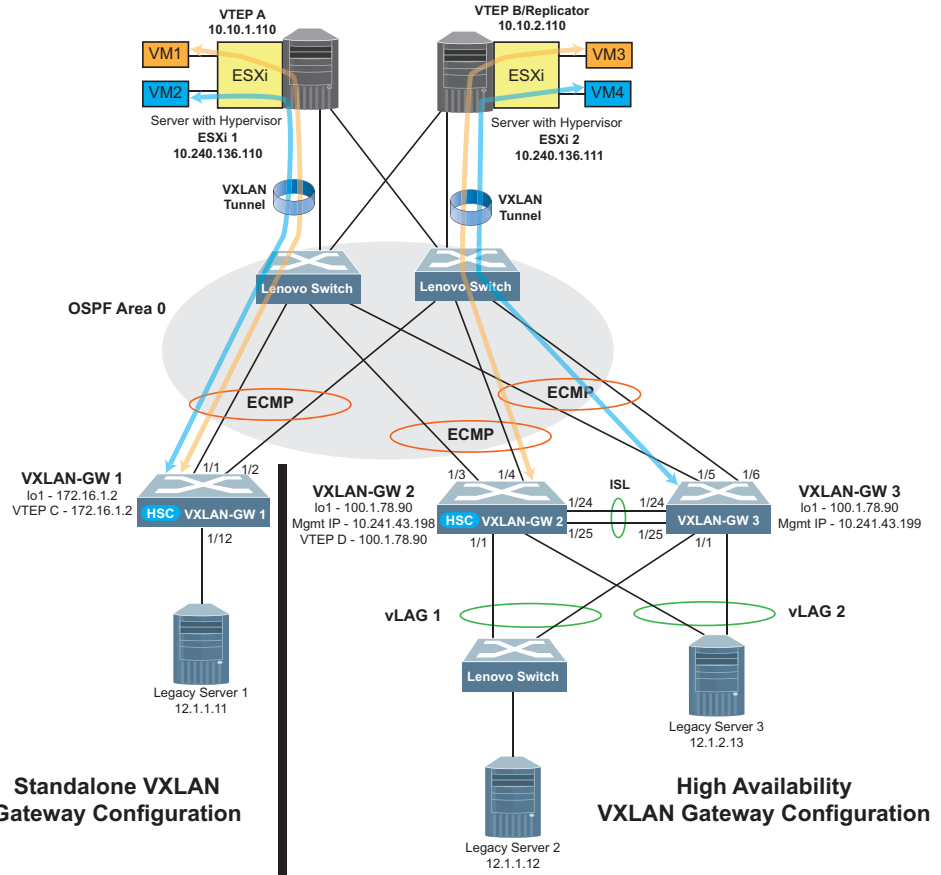 VTEP A
10.10.1.110
VTEP B/Replicator
10.10.2.110
VM1
VM2
ESXi
ESXi
VM3
VM4
Server with Hypervisor
ESXi 1
10.240.136.110
Server with Hypervisor
ESXi 2
10.240.136.111
VXLAN
Tunnel
VXLAN
Tunnel
Lenovo Switch
Lenovo Switch
OSPF Area 0
ECMP
ECMP
ECMP
1/1
1/2
1/3
1/4
1/5
1/6
VXLAN-GW 1
lo1 - 172.16.1.2
VTEP C - 172.16.1.2
HSC VXLAN-GW 1
1/12
VXLAN-GW 2
lo1 - 100.1.78.90
Mgmt IP - 10.241.43.198
VTEP D - 100.1.78.90
HSC VXLAN-GW 2
1/1
ISL
1/24
1/24
1/25
1/25
VXLAN-GW 3
1/1
VXLAN-GW 3
lo1 - 100.1.78.90
Mgmt IP - 10.241.43.199
vLAG 1
vLAG 2
Lenovo Switch
Legacy Server 1
12.1.1.11
Legacy Server 3
12.1.2.13
Legacy Server 2
12.1.1.12
Standalone VXLAN
Gateway Configuration
High Availability
VXLAN Gateway Configuration